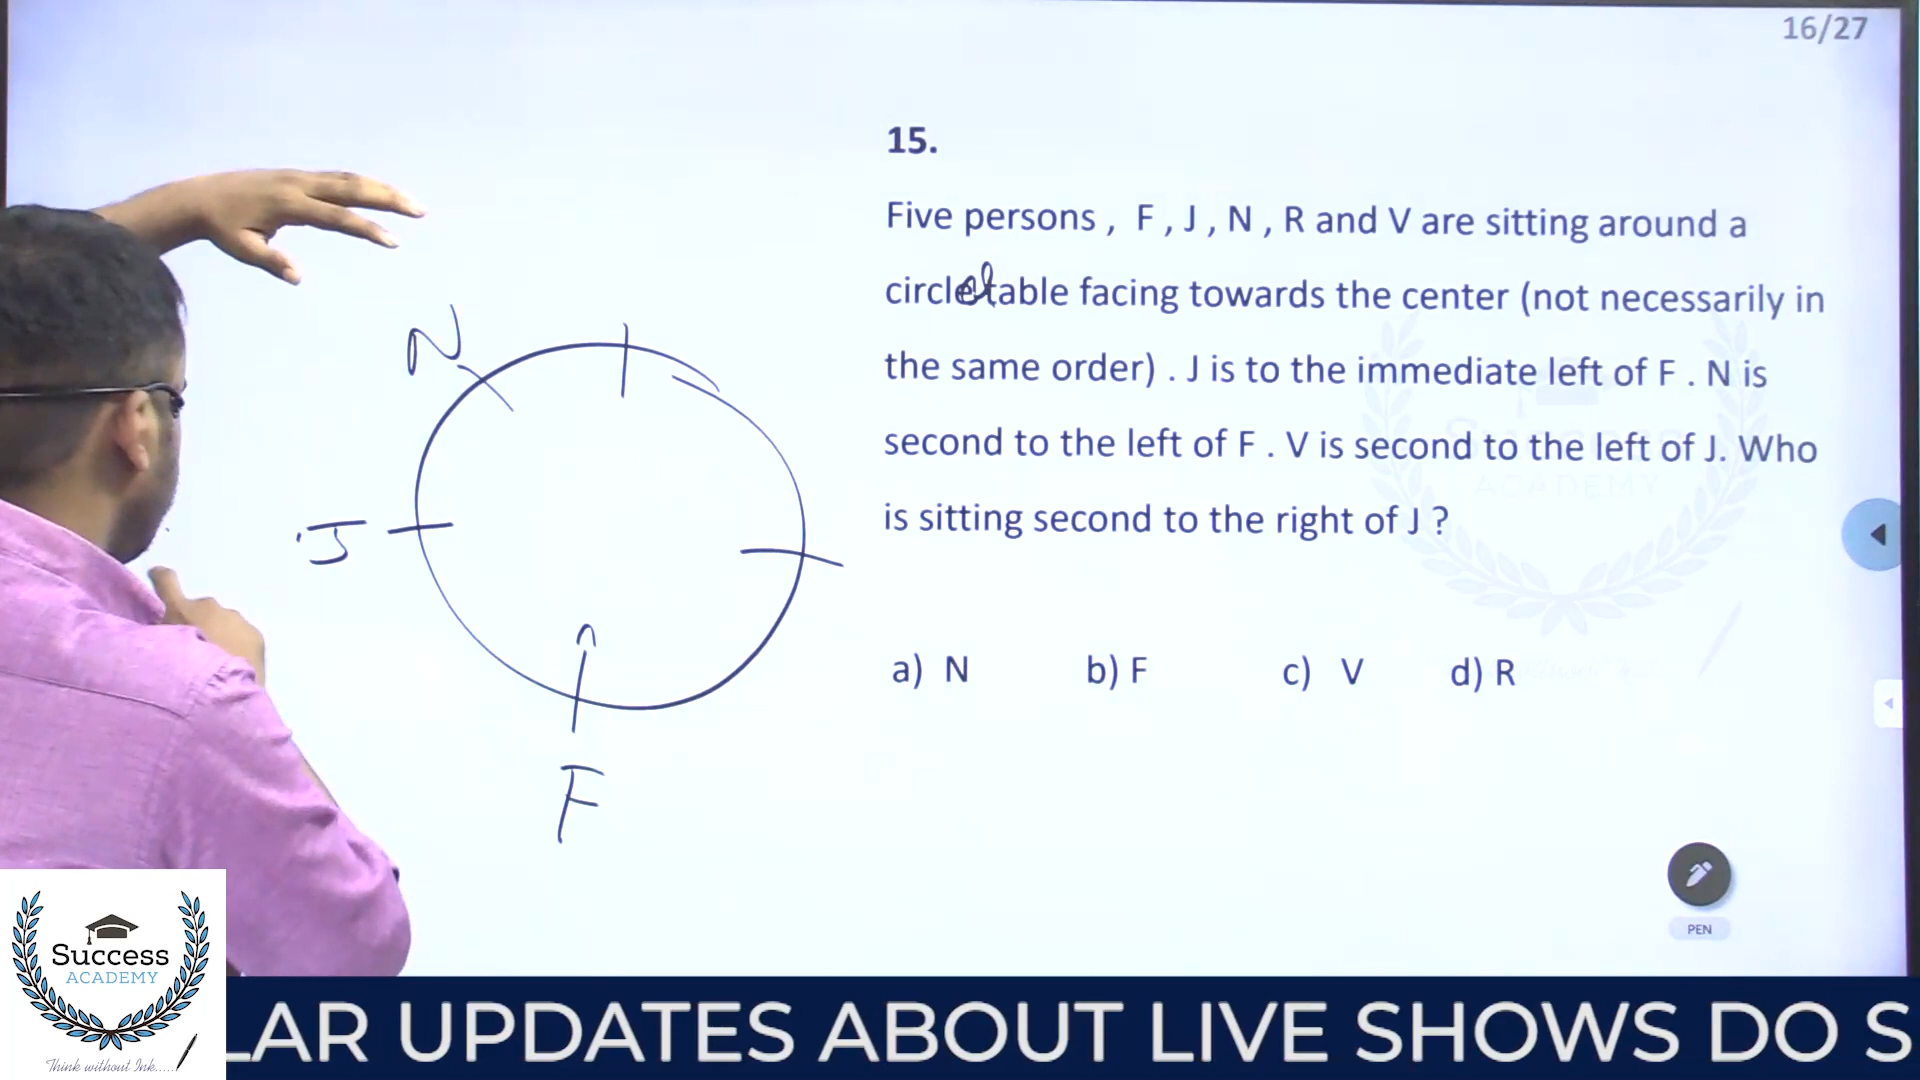 16/27
15.
Five persons , F , J , N , R and V are sitting around a
circle table facing towards the center (not necessarily in
the same order) . J is to the immediate left of F . N is
second to the left of F . V is second to the left of J. Who
is sitting second to the right of J ?
a) N b) F c) V d) R
N
J
F
PEN
Success
ACADEMY
Think without Ink......
LAR UPDATES ABOUT LIVE SHOWS DO S